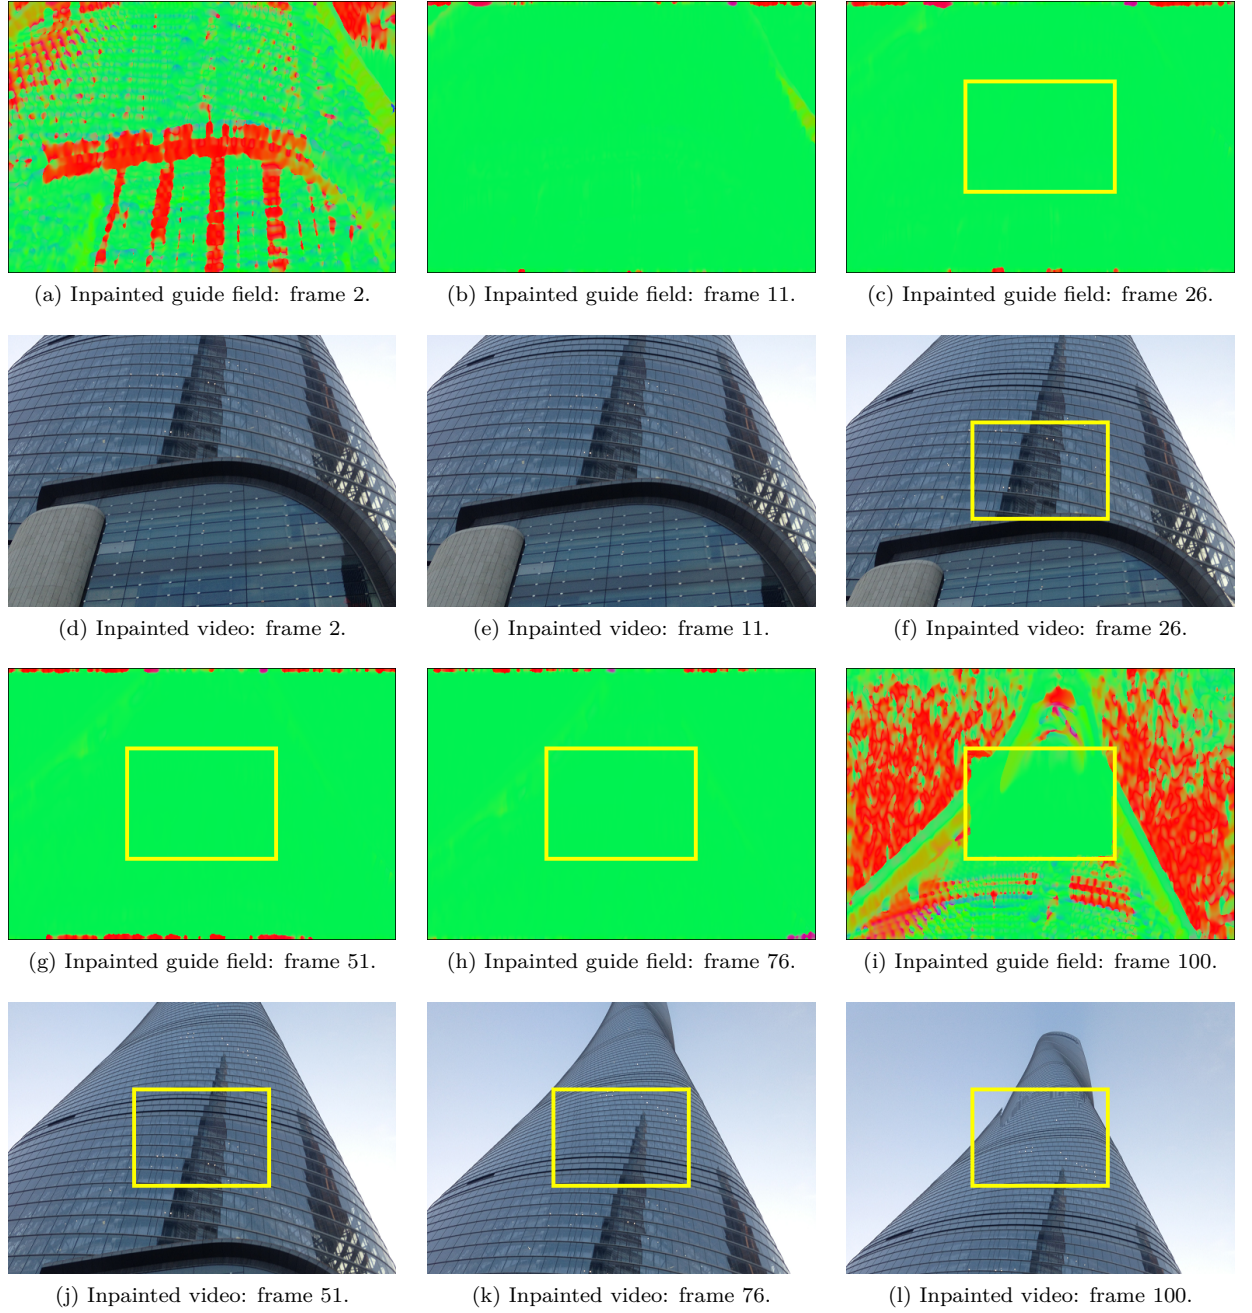 (a) Inpainted guide field: frame 2.
(b) Inpainted guide field: frame 11.
(c) Inpainted guide field: frame 26.
(d) Inpainted video: frame 2.
(e) Inpainted video: frame 11.
(f) Inpainted video: frame 26.
(g) Inpainted guide field: frame 51.
(h) Inpainted guide field: frame 76.
(i) Inpainted guide field: frame 100.
(j) Inpainted video: frame 51.
(k) Inpainted video: frame 76.
(l) Inpainted video: frame 100.